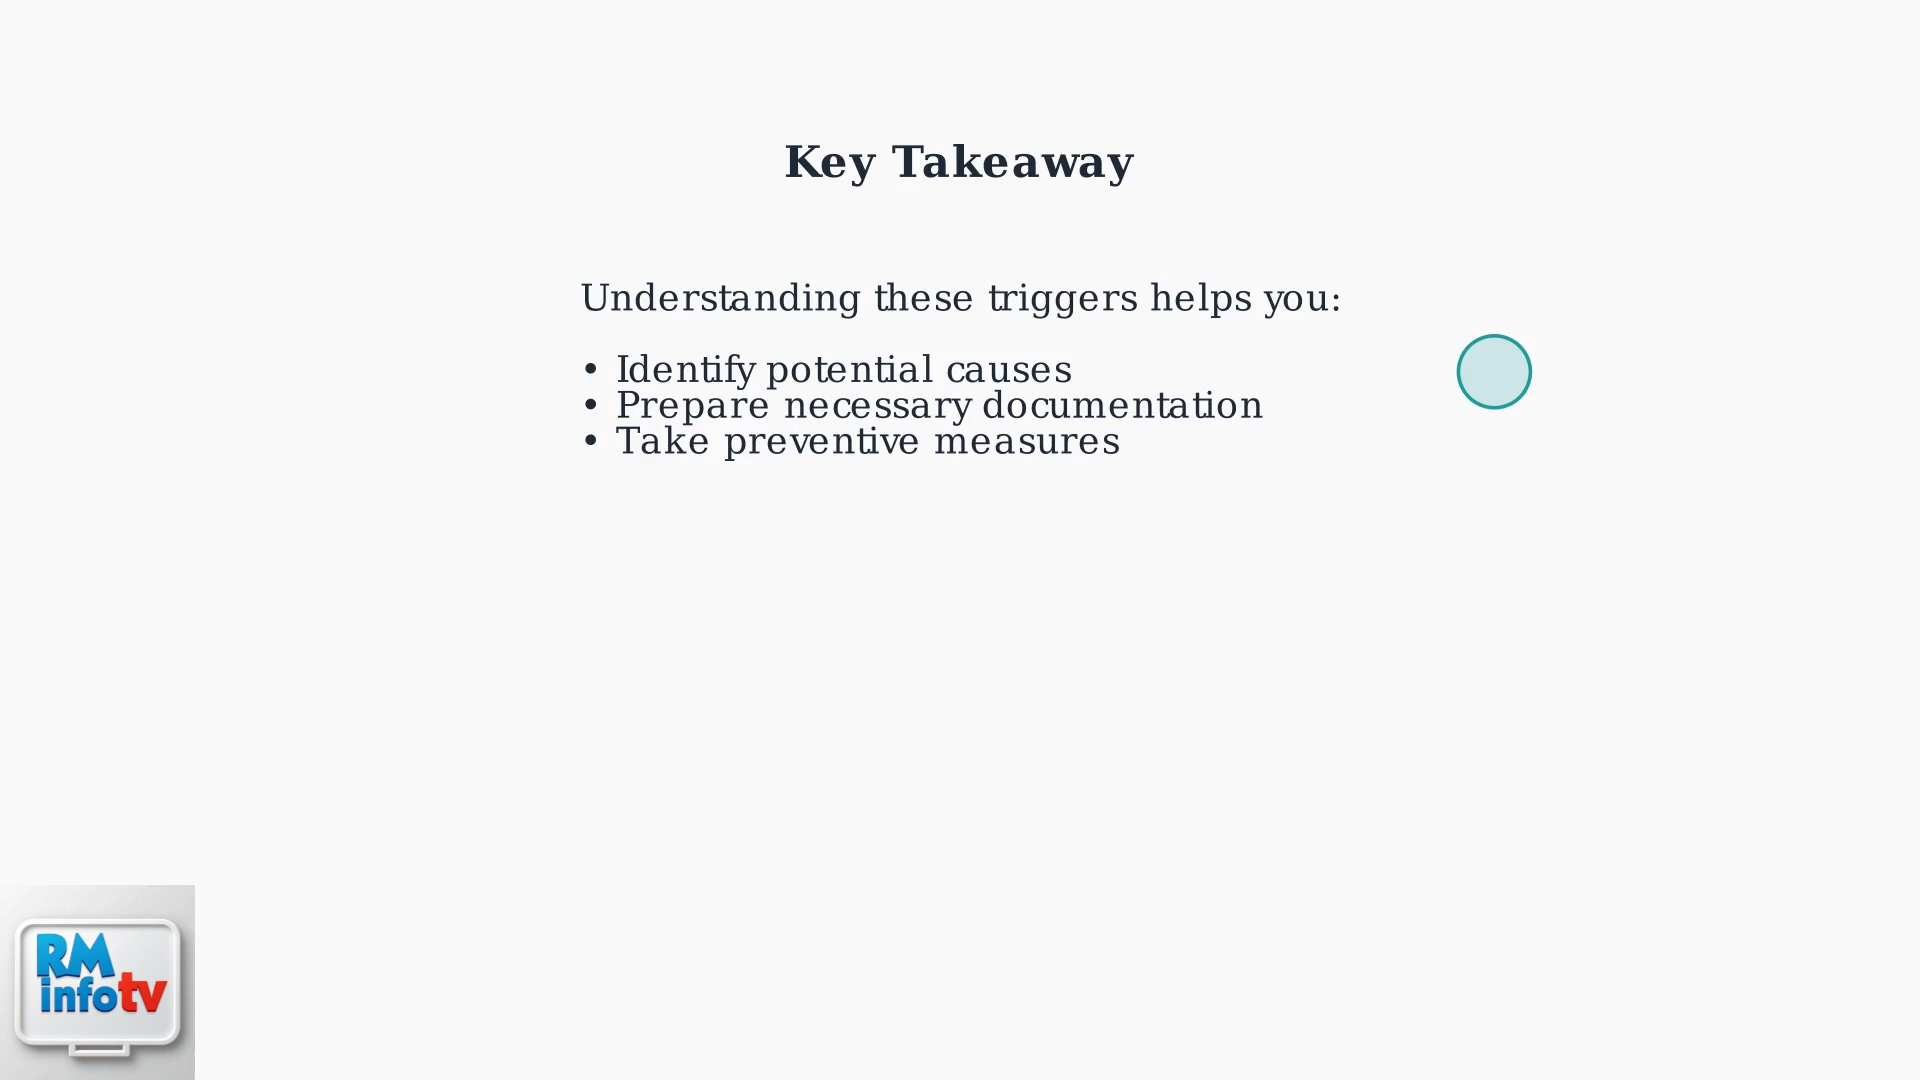 Key Takeaway
Understanding these triggers helps you:
• Identify potential causes
• Prepare necessary documentation
• Take preventive measures
RM
infotv